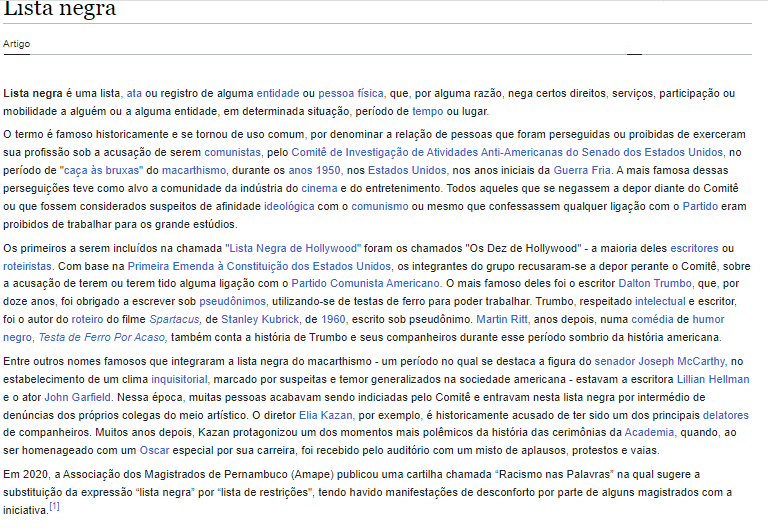 Lista negra
Artigo
Lista negra é uma lista, ata ou registro de alguma entidade ou pessoa física, que, por alguma razão, nega certos direitos, serviços, participação ou
mobilidade a alguém ou a alguma entidade, em determinada situação, período de tempo ou lugar.
O termo é famoso historicamente e se tornou de uso comum, por denominar a relação de pessoas que foram perseguidas ou proibidas de exerceram
sua profissão sob a acusação de serem comunistas, pelo Comitê de Investigação de Atividades Anti-Americanas do Senado dos Estados Unidos, no
período de "caça às bruxas" do macarthismo, durante os anos 1950, nos Estados Unidos, nos anos iniciais da Guerra Fria. A mais famosa dessas
perseguições teve como alvo a comunidade da indústria do cinema e do entretenimento. Todos aqueles que se negassem a depor diante do Comitê
ou que fossem considerados suspeitos de afinidade ideológica com o comunismo ou mesmo que confessassem qualquer ligação com o Partido eram
proibidos de trabalhar para os grande estúdios.
Os primeiros a serem incluídos na chamada "Lista Negra de Hollywood" foram os chamados "Os Dez de Hollywood" - a maioria deles escritores ou
roteiristas. Com base na Primeira Emenda à Constituição dos Estados Unidos, os integrantes do grupo recusaram-se a depor perante o Comitê, sobre
a acusação de terem ou terem tido alguma ligação com o Partido Comunista Americano. O mais famoso deles foi o escritor Dalton Trumbo, que, por
doze anos, foi obrigado a escrever sob pseudônimos, utilizando-se de testas de ferro para poder trabalhar. Trumbo, respeitado intelectual e escritor,
foi o autor do roteiro do filme Spartacus, de Stanley Kubrick, de 1960, escrito sob pseudônimo. Martin Ritt, anos depois, numa comédia de humor
negro, Testa de Ferro Por Acaso, também conta a história de Trumbo e seus companheiros durante esse período sombrio da história americana.
Entre outros nomes famosos que integraram a lista negra do macarthismo - um período no qual se destaca a figura do senador Joseph McCarthy, no
estabelecimento de um clima inquisitorial, marcado por suspeitas e temor generalizados na sociedade americana - estavam a escritora Lillian Hellman
e o ator John Garfield. Nessa época, muitas pessoas acabavam sendo indiciadas pelo Comitê e entravam nesta lista negra por intermédio de
denúncias dos próprios colegas do meio artístico. O diretor Elia Kazan, por exemplo, é historicamente acusado de ter sido um dos principais delatores
de companheiros. Muitos anos depois, Kazan protagonizou um dos momentos mais polêmicos da história das cerimônias da Academia, quando, ao
ser homenageado com um Oscar especial por sua carreira, foi recebido pelo auditório com um misto de aplausos, protestos e vaias.
Em 2020, a Associação dos Magistrados de Pernambuco (Amape) publicou uma cartilha chamada “Racismo nas Palavras” na qual sugere a
substituição da expressão “lista negra” por “lista de restrições”, tendo havido manifestações de desconforto por parte de alguns magistrados com a
iniciativa.[1]